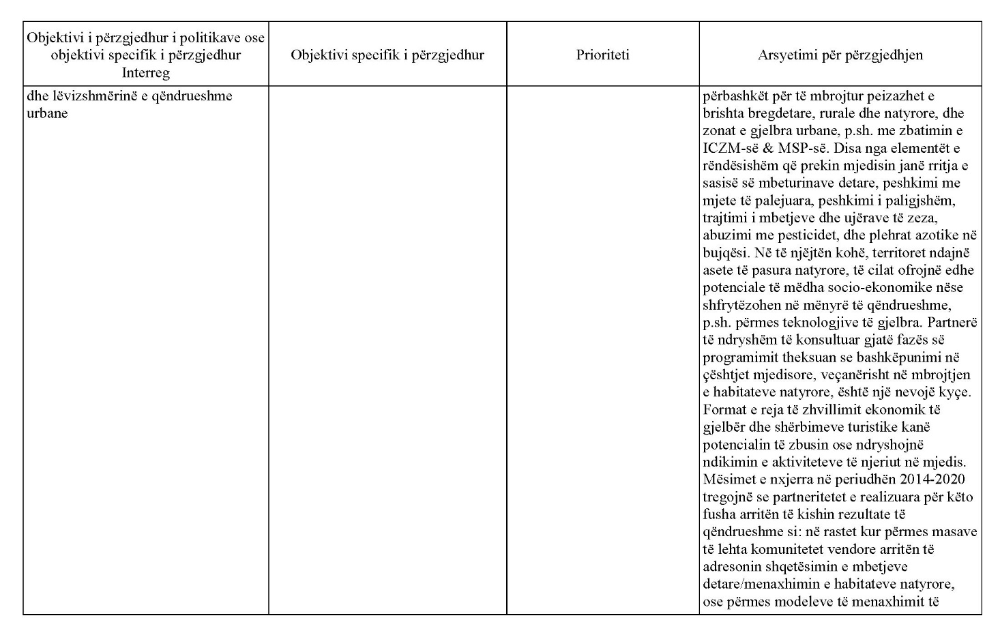 Objektivi i përzgjedhur i politikave ose
objektivi specifik i përzgjedhur
Interreg
Objektivi specifik i përzgjedhur
Prioriteti
Arsyetimi për përzgjedhjen
dhe lëvizshmërinë e qëndrueshme
urbane
përbashkët për të mbrojtur peizazhet e
brishta bregdetare, rurale dhe natyrore, dhe
zonat e gjelbra urbane, p.sh. me zbatimin e
ICZM-së & MSP-së. Disa nga elementët e
rëndësishëm që prekin mjedisin janë rritja e
sasisë së mbeturinave detare, peshkimi me
mjete të palejuara, peshkimi i paligjshëm,
trajtimi i mbetjeve dhe ujërave të zeza,
abuzimi me pesticidet, dhe plehrat azotike në
bujqësi. Në të njëjtën kohë, territoret ndajnë
asete të pasura natyrore, të cilat ofrojnë edhe
potenciale të mëdha socio-ekonomike nëse
shfrytëzohen në mënyrë të qëndrueshme,
p.sh. përmes teknologjive të gjelbra. Partnerë
të ndryshëm të konsultuar gjatë fazës së
programimit theksuan se bashkëpunimi në
çështjet mjedisore, veçanërisht në mbrojtjen
e habitateve natyrore, është një nevojë kyçe.
Format e reja të zhvillimit ekonomik të
gjelbër dhe shërbimeve turistike kanë
potencialin të zbusin ose ndryshojnë
ndikimin e aktiviteteve të njeriut në mjedis.
Mësimet e nxjerra në periudhën 2014-2020
tregojnë se partneritetet e realizuara për këto
fusha arritën të kishin rezultate të
qëndrueshme si: në rastet kur përmes masave
të lehta komunitetet vendore arritën të
adresonin shqetësimin e mbetjeve
detare/menaxhimin e habitateve natyrore,
ose përmes modeleve të menaxhimit të